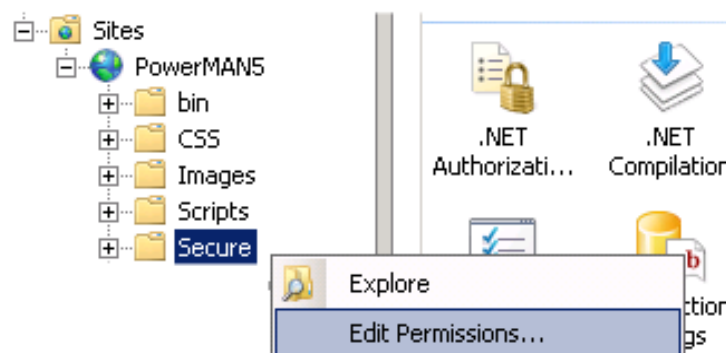 Sites
PowerMAN5
bin
CSS
Images
Scripts
Secure
.NET
Authorizati...
.NET
Compilation
Explore
Edit Permissions...